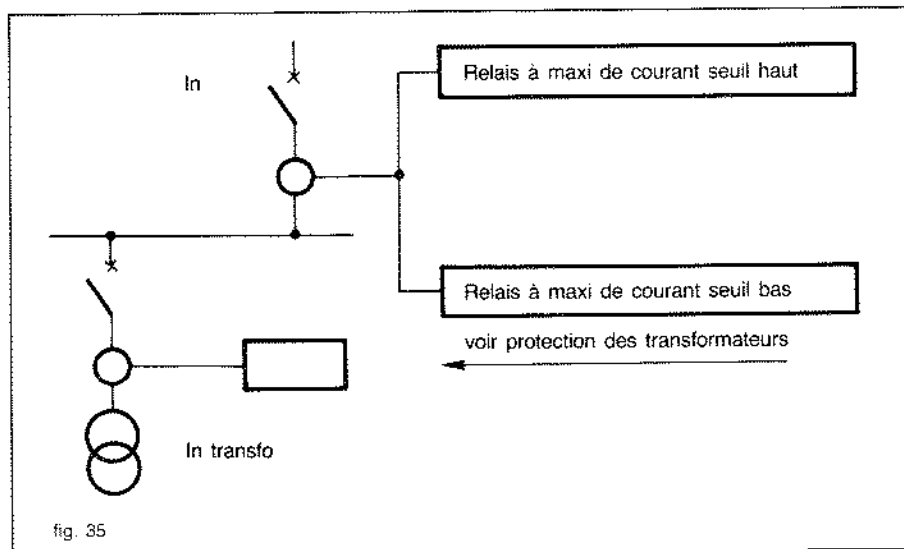 In
Relais à maxi de courant seuil haut
Relais à maxi de courant seuil bas
voir protection des transformateurs
In transfo
fig. 35